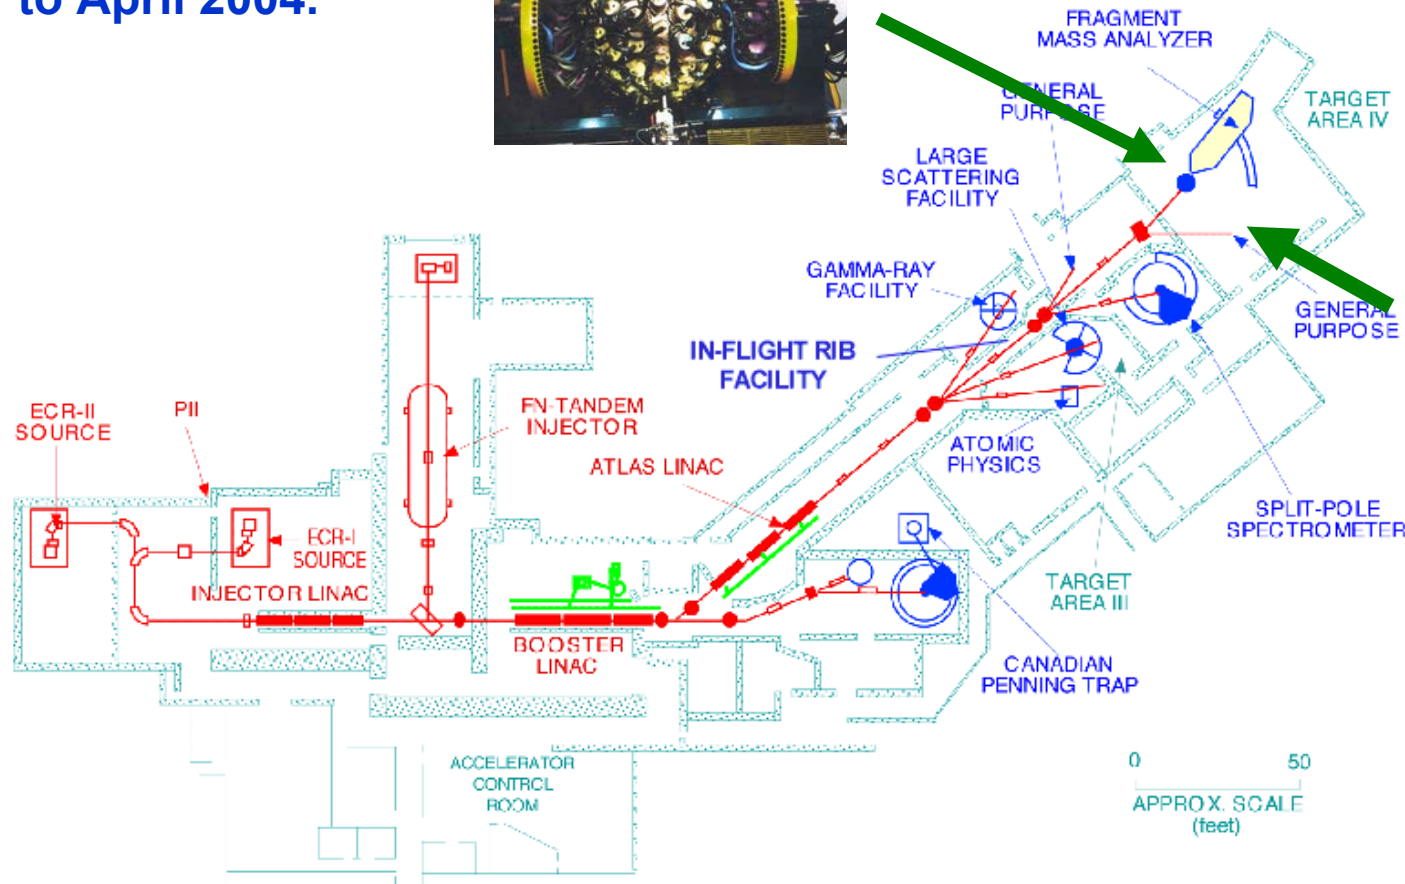 to April 2004.
FRAGMENT
MASS ANALYZER
GENERAL
PURPOSE
TARGET
AREA IV
LARGE
SCATTERING
FACILITY
GAMMA-RAY
FACILITY
GENERAL
PURPOSE
IN-FLIGHT RIB
FACILITY
ECR-II
SOURCE
PII
FN-TANDEM
INJECTOR
ATLAS LINAC
ATOMIC
PHYSICS
SPLIT-POLE
SPECTROMETER
ECR-I
SOURCE
INJECTOR LINAC
TARGET
AREA III
BOOSTER
LINAC
CANADIAN
PENNING TRAP
ACCELERATOR
CONTROL
ROOM
0 50
APPROX. SCALE
(feet)